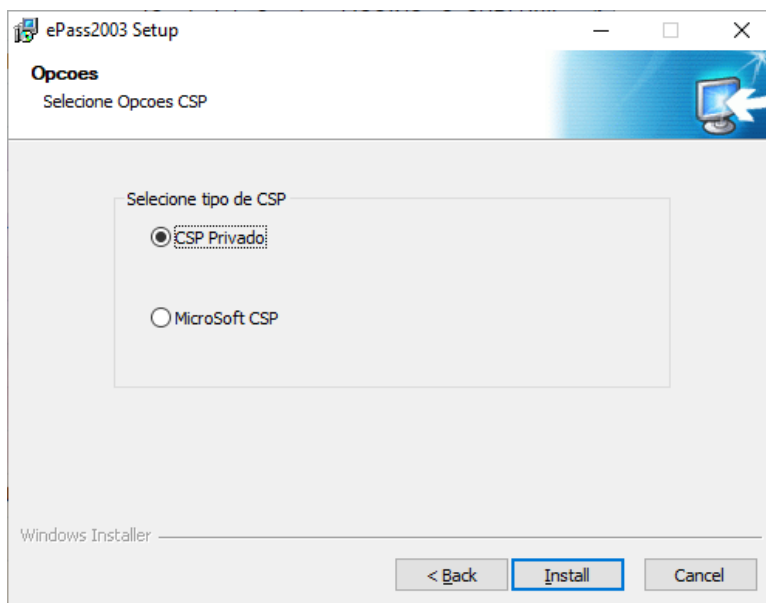 ePass2003 Setup
Opcoes
Selecione Opcoes CSP
Selecione tipo de CSP
CSP Privado
MicroSoft CSP
Windows Installer
< Back
Install
Cancel